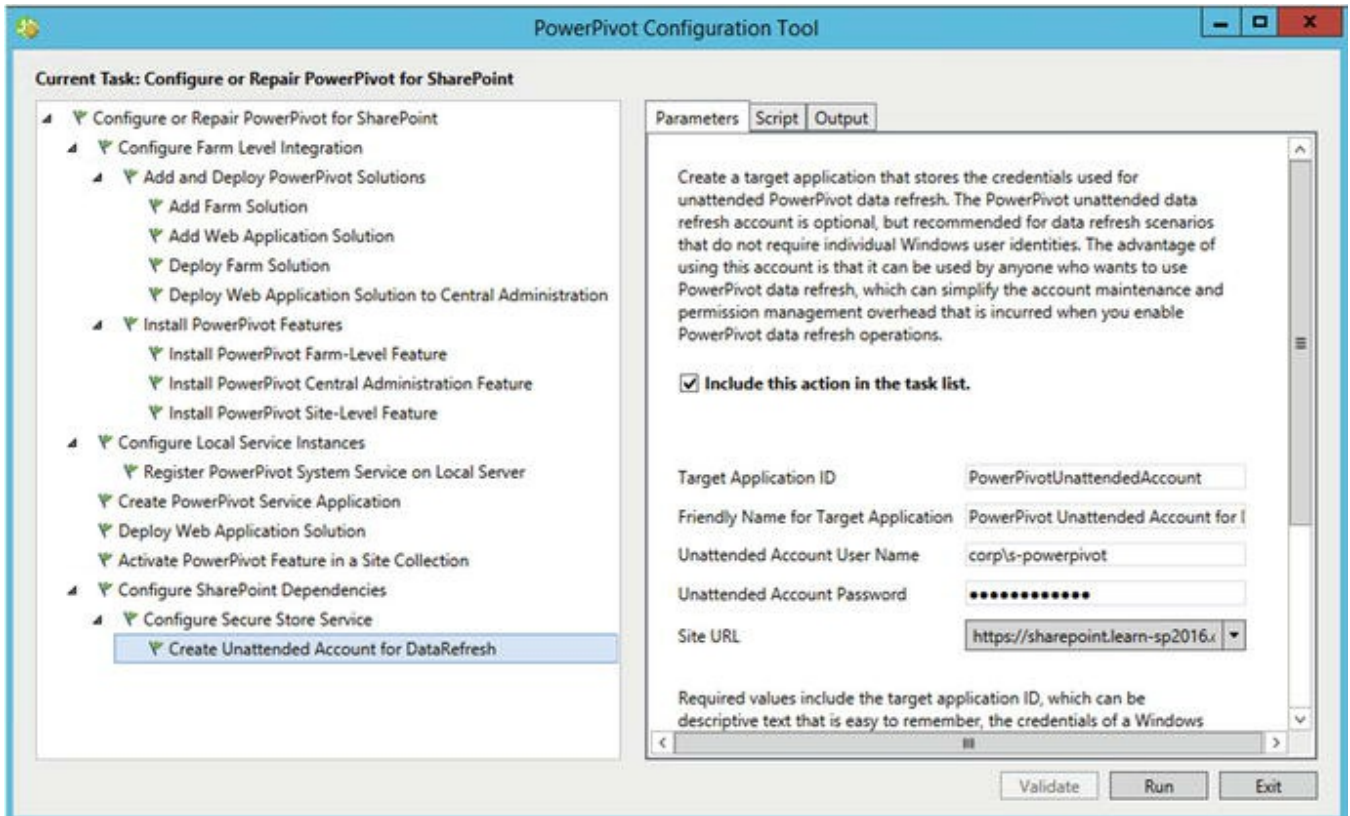 PowerPivot Configuration Tool
Current Task: Configure or Repair PowerPivot for SharePoint
Configure or Repair PowerPivot for SharePoint
Configure Farm Level Integration
Add and Deploy PowerPivot Solutions
Add Farm Solution
Add Web Application Solution
Deploy Farm Solution
Deploy Web Application Solution to Central Administration
Install PowerPivot Features
Install PowerPivot Farm-Level Feature
Install PowerPivot Central Administration Feature
Install PowerPivot Site-Level Feature
Configure Local Service Instances
Register PowerPivot System Service on Local Server
Create PowerPivot Service Application
Deploy Web Application Solution
Activate PowerPivot Feature in a Site Collection
Configure SharePoint Dependencies
Configure Secure Store Service
Create Unattended Account for DataRefresh
Parameters Script Output
Create a target application that stores the credentials used for
unattended PowerPivot data refresh. The PowerPivot unattended data
refresh account is optional, but recommended for data refresh scenarios
that do not require individual Windows user identities. The advantage of
using this account is that it can be used by anyone who wants to use
PowerPivot data refresh, which can simplify the account maintenance and
permission management overhead that is incurred when you enable
PowerPivot data refresh operations.
Include this action in the task list.
Target Application ID PowerPivotUnattendedAccount
Friendly Name for Target Application PowerPivot Unattended Account for
Unattended Account User Name corp\s-powerpivot
Unattended Account Password ●●●●●●●●●●●●
Site URL https://sharepoint.learn-sp2016.
Required values include the target application ID, which can be
descriptive text that is easy to remember, the credentials of a Windows
Validate Run Exit